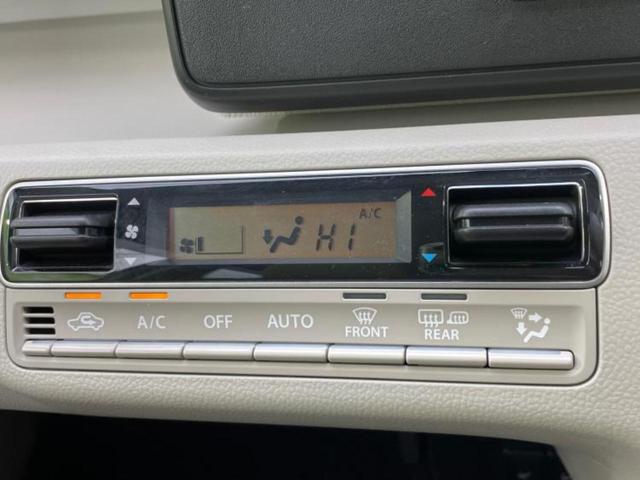 A/C
HI
A/C OFF AUTO FRONT REAR